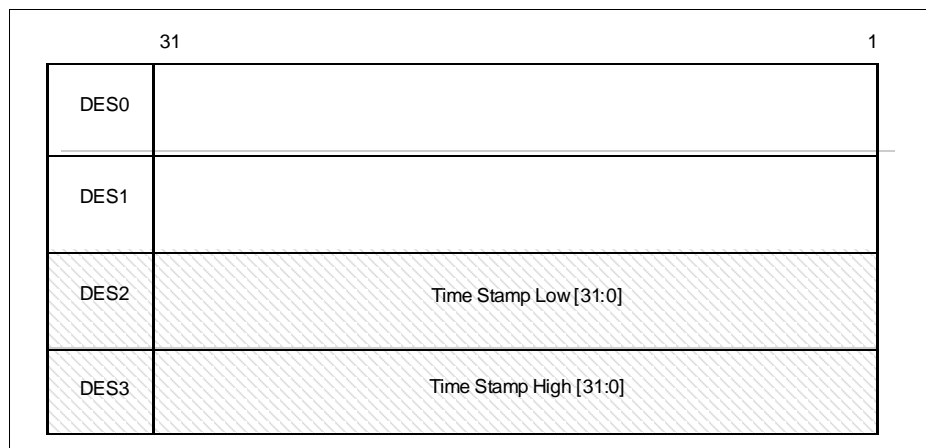 31 1
DES0
DES1
DES2 Time Stamp Low [31:0]
DES3 Time Stamp High [31:0]